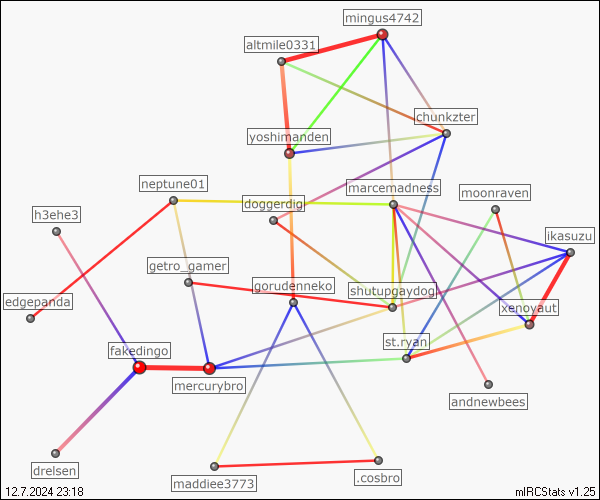 mingus4742
altmile0331
chunkzter
yoshimanden
neptune01
marcemadness
moonraven
doggerdig
h3ehe3
ikasuzu
getro_gamer
gorudenneko
shutupgaydog
edgepanda
xenoyaut
st.ryan
fakedingo
mercurybro
andnewbees
drelsen
maddiee3773
.cosbro
12.7.2024 23:18
mIRCStats v1.25